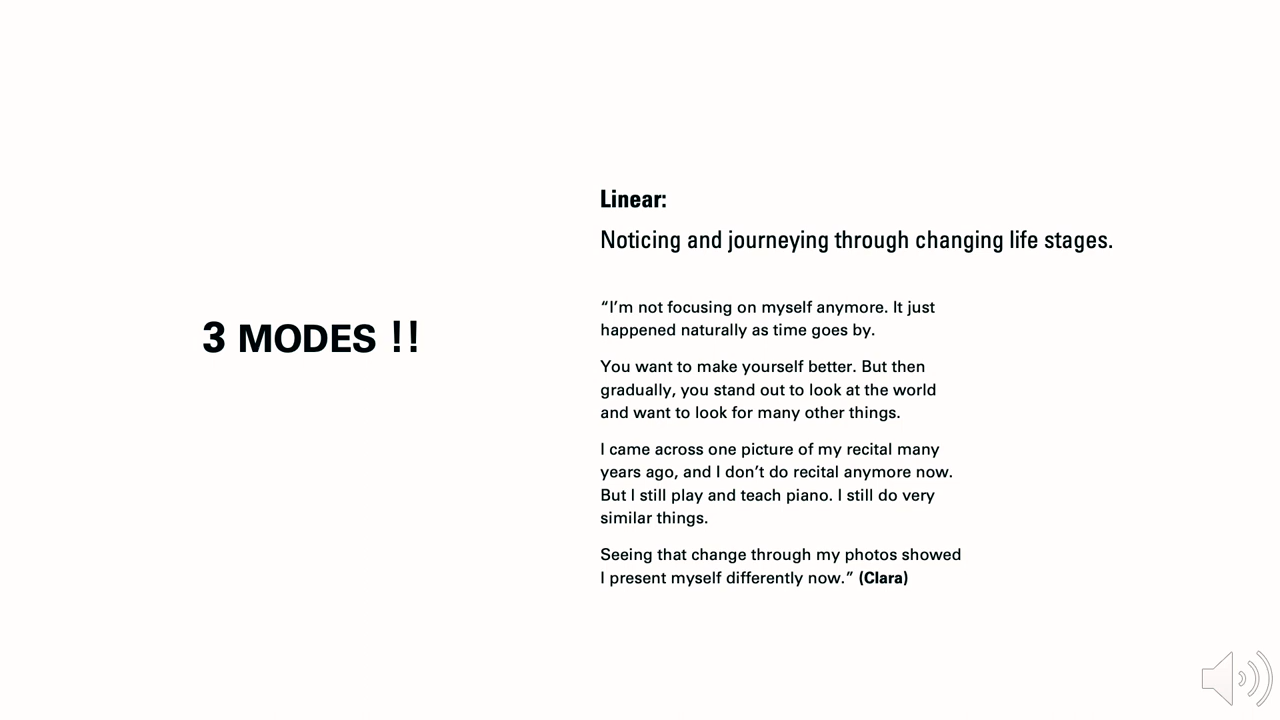 3 MODES !!
Linear:
Noticing and journeying through changing life stages.
“I’m not focusing on myself anymore. It just
happened naturally as time goes by.
You want to make yourself better. But then
gradually, you stand out to look at the world
and want to look for many other things.
I came across one picture of my recital many
years ago, and I don’t do recital anymore now.
But I still play and teach piano. I still do very
similar things.
Seeing that change through my photos showed
I present myself differently now.” (Clara)